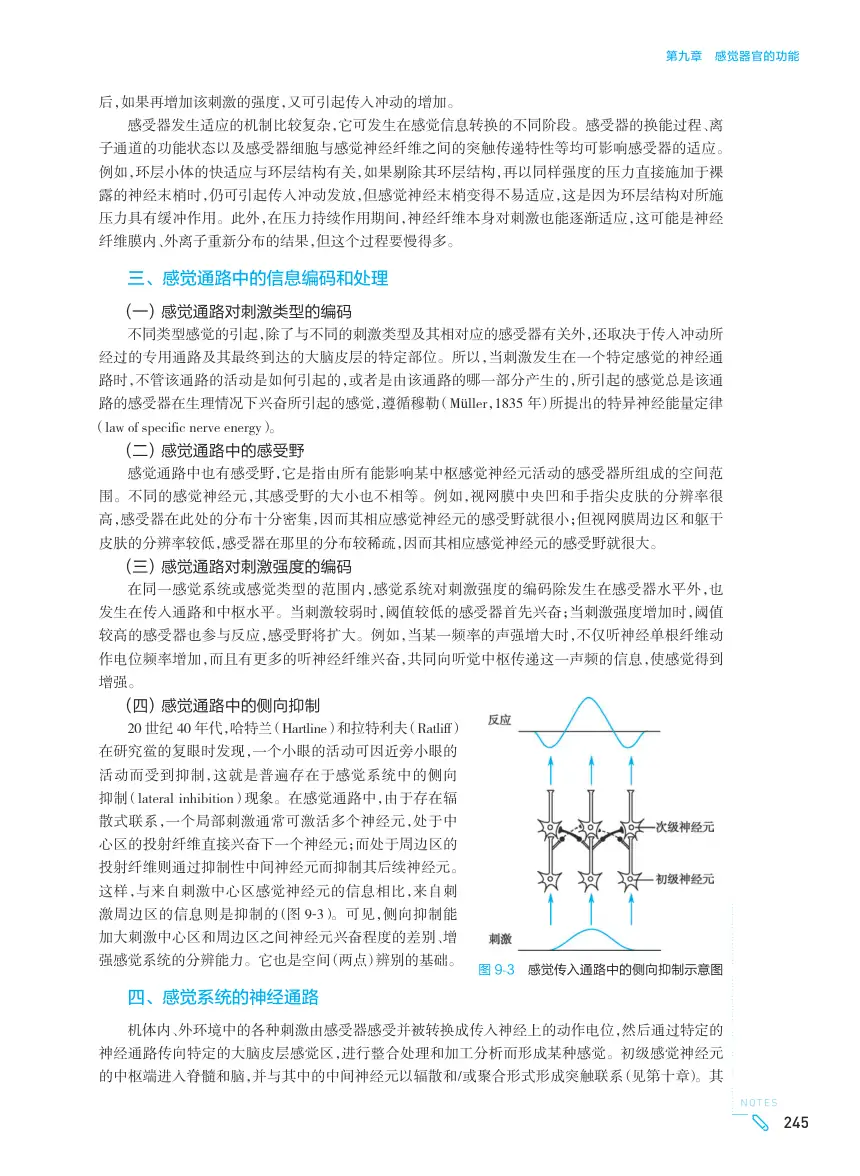 第九章 感觉器官的功能
后,如果再增加该刺激的强度,又可引起传入冲动的增加。
感受器发生适应的机制比较复杂,它可发生在感觉信息转换的不同阶段。感受器的换能过程、离
子通道的功能状态以及感受器细胞与感觉神经纤维之间的突触传递特性等均可影响感受器的适应。
例如,环层小体的快适应与环层结构有关,如果剔除其环层结构,再以同样强度的压力直接施加于裸
露的神经末梢时,仍可引起传入冲动发放,但感觉神经末梢变得不易适应,这是因为环层结构对所施
压力具有缓冲作用。此外,在压力持续作用期间,神经纤维本身对刺激也能逐渐适应,这可能是神经
纤维膜内、外离子重新分布的结果,但这个过程要慢得多。
三、感觉通路中的信息编码和处理
(一)感觉通路对刺激类型的编码
不同类型感觉的引起,除了与不同的刺激类型及其相对应的感受器有关外,还取决于传入冲动所
经过的专用通路及其最终到达的大脑皮层的特定部位。所以,当刺激发生在一个特定感觉的神经通
路时,不管该通路的活动是如何引起的,或者是由该通路的哪一部分产生的,所引起的感觉总是该通
路的感受器在生理情况下兴奋所引起的感觉,遵循穆勒(Müller,1835 年)所提出的特异神经能量定律
(law of specific nerve energy)。
(二)感觉通路中的感受野
感觉通路中也有感受野,它是指由所有能影响某中枢感觉神经元活动的感受器所组成的空间范
围。不同的感觉神经元,其感受野的大小也不相等。例如,视网膜中央凹和手指尖皮肤的分辨率很
高,感受器在此处的分布十分密集,因而其相应感觉神经元的感受野就很小;但视网膜周边区和躯干
皮肤的分辨率较低,感受器在那里的分布较稀疏,因而其相应感觉神经元的感受野就很大。
(三)感觉通路对刺激强度的编码
在同一感觉系统或感觉类型的范围内,感觉系统对刺激强度的编码除发生在感受器水平外,也
发生在传入通路和中枢水平。当刺激较弱时,阈值较低的感受器首先兴奋;当刺激强度增加时,阈值
较高的感受器也参与反应,感受野将扩大。例如,当某一频率的声强增大时,不仅听神经单根纤维动
作电位频率增加,而且有更多的听神经纤维兴奋,共同向听觉中枢传递这一声频的信息,使感觉得到
增强。
(四)感觉通路中的侧向抑制
20 世纪 40 年代,哈特兰(Hartline)和拉特利夫(Ratliff)
在研究鲎的复眼时发现,一个小眼的活动可因近旁小眼的
活动而受到抑制,这就是普遍存在于感觉系统中的侧向
抑制(lateral inhibition)现象。在感觉通路中,由于存在辐
散式联系,一个局部刺激通常可激活多个神经元,处于中
心区的投射纤维直接兴奋下一个神经元;而处于周边区的
投射纤维则通过抑制性中间神经元而抑制其后续神经元。
这样,与来自刺激中心区感觉神经元的信息相比,来自刺
激周边区的信息则是抑制的(图 9-3)。可见,侧向抑制能
加大刺激中心区和周边区之间神经元兴奋程度的差别、增
强感觉系统的分辨能力。它也是空间(两点)辨别的基础。
反应
次级神经元
初级神经元
刺激
图 9-3 感觉传入通路中的侧向抑制示意图
四、感觉系统的神经通路
机体内、外环境中的各种刺激由感受器感受并被转换成传入神经上的动作电位,然后通过特定的
神经通路传向特定的大脑皮层感觉区,进行整合处理和加工分析而形成某种感觉。初级感觉神经元
的中枢端进入脊髓和脑,并与其中的中间神经元以辐散和/或聚合形式形成突触联系(见第十章)。其
NOTES
245